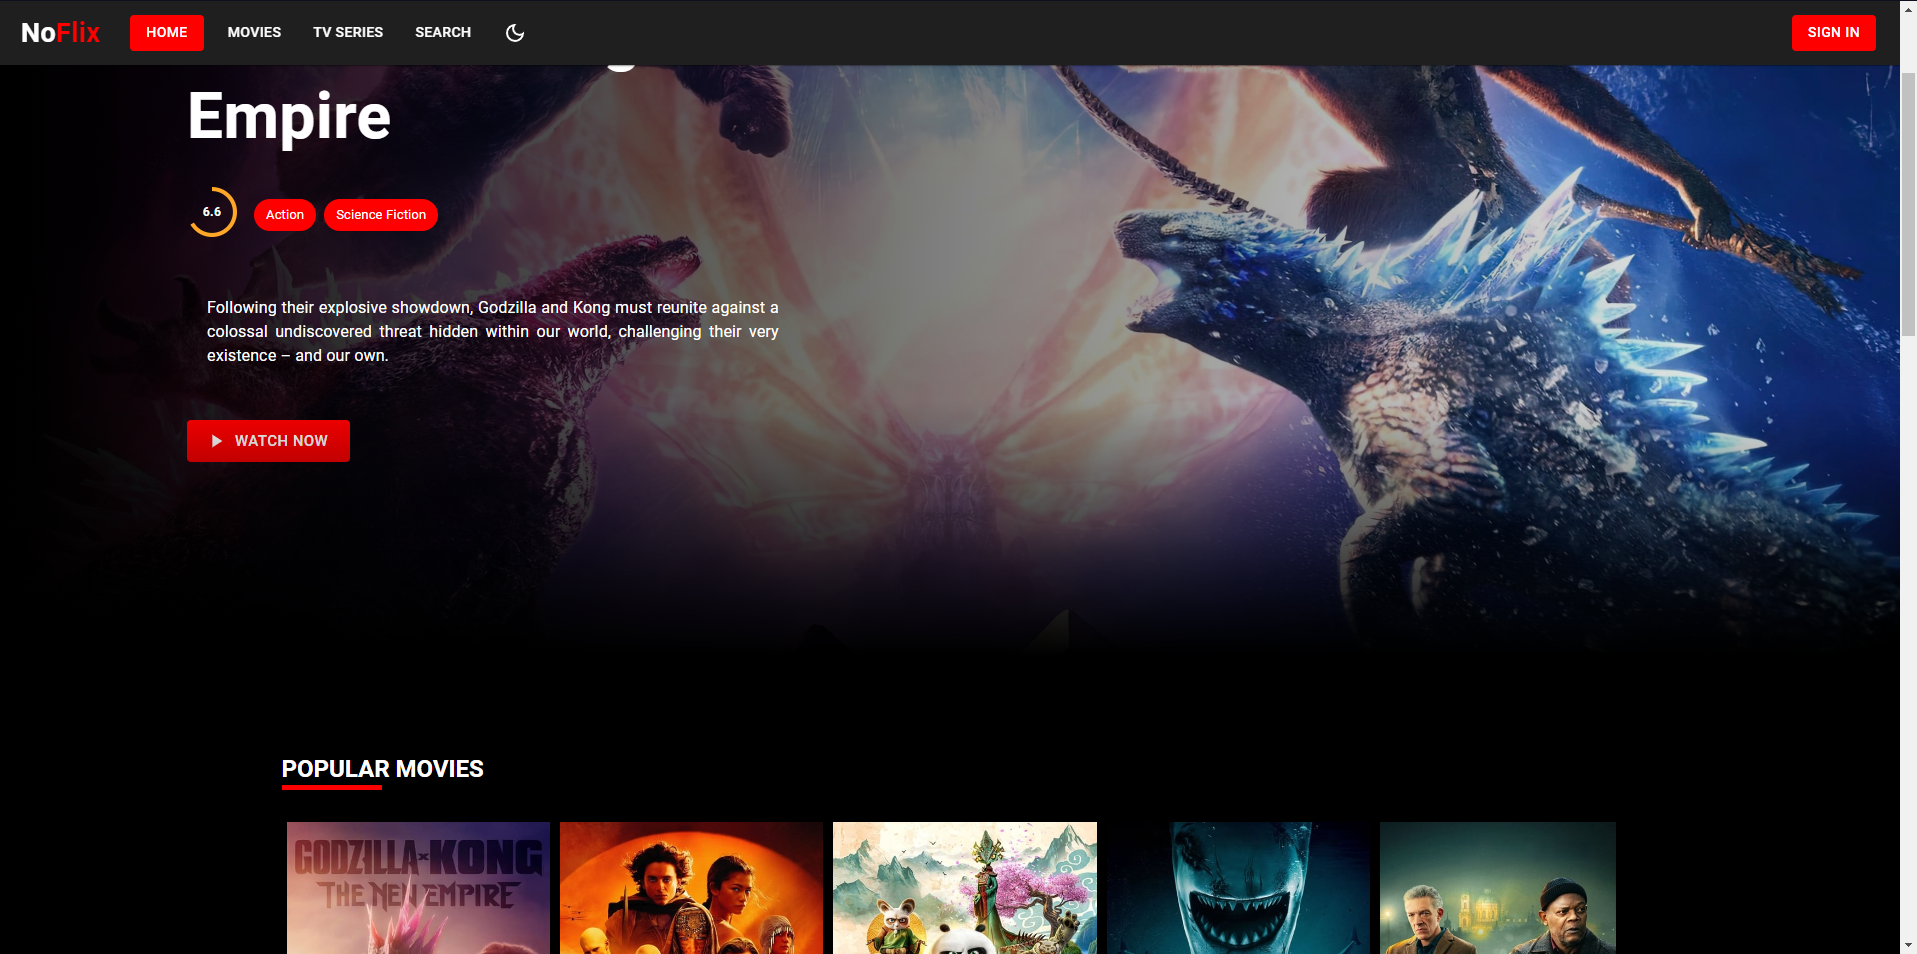 NoFlix
HOME
MOVIES
TV SERIES
SEARCH
SIGN IN
Empire
6.6
Action
Science Fiction
Following their explosive showdown, Godzilla and Kong must reunite against a
colossal undiscovered threat hidden within our world, challenging their very
existence – and our own.
WATCH NOW
POPULAR MOVIES
GODZILLA x KONG
THE NEW EMPIRE